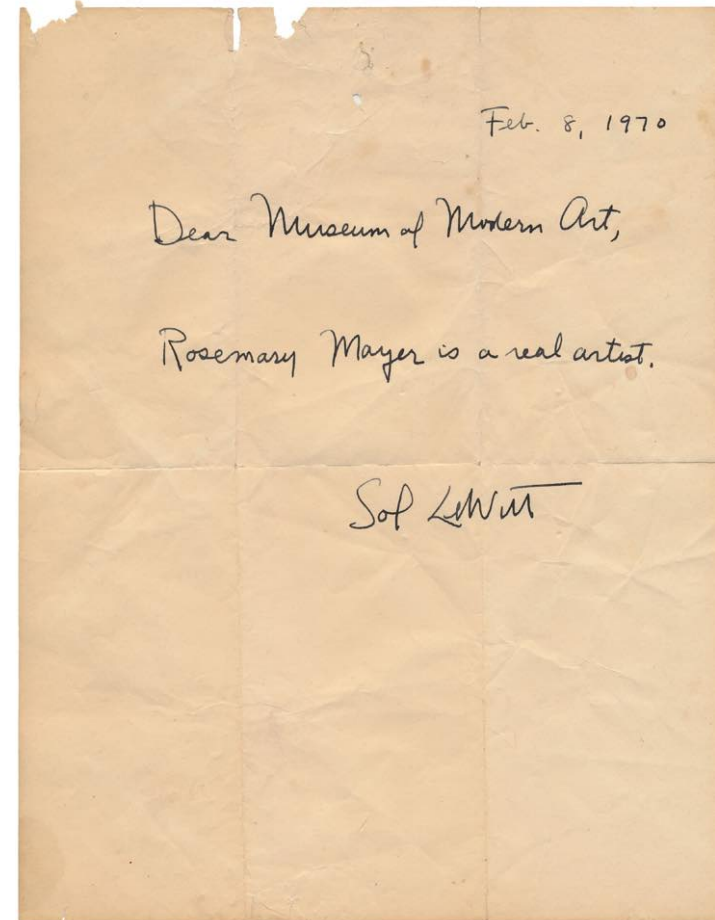 Feb. 8, 1970
Dear Museum of Modern Art,
Rosemary Mayer is a real artist.
Sol LeWitt